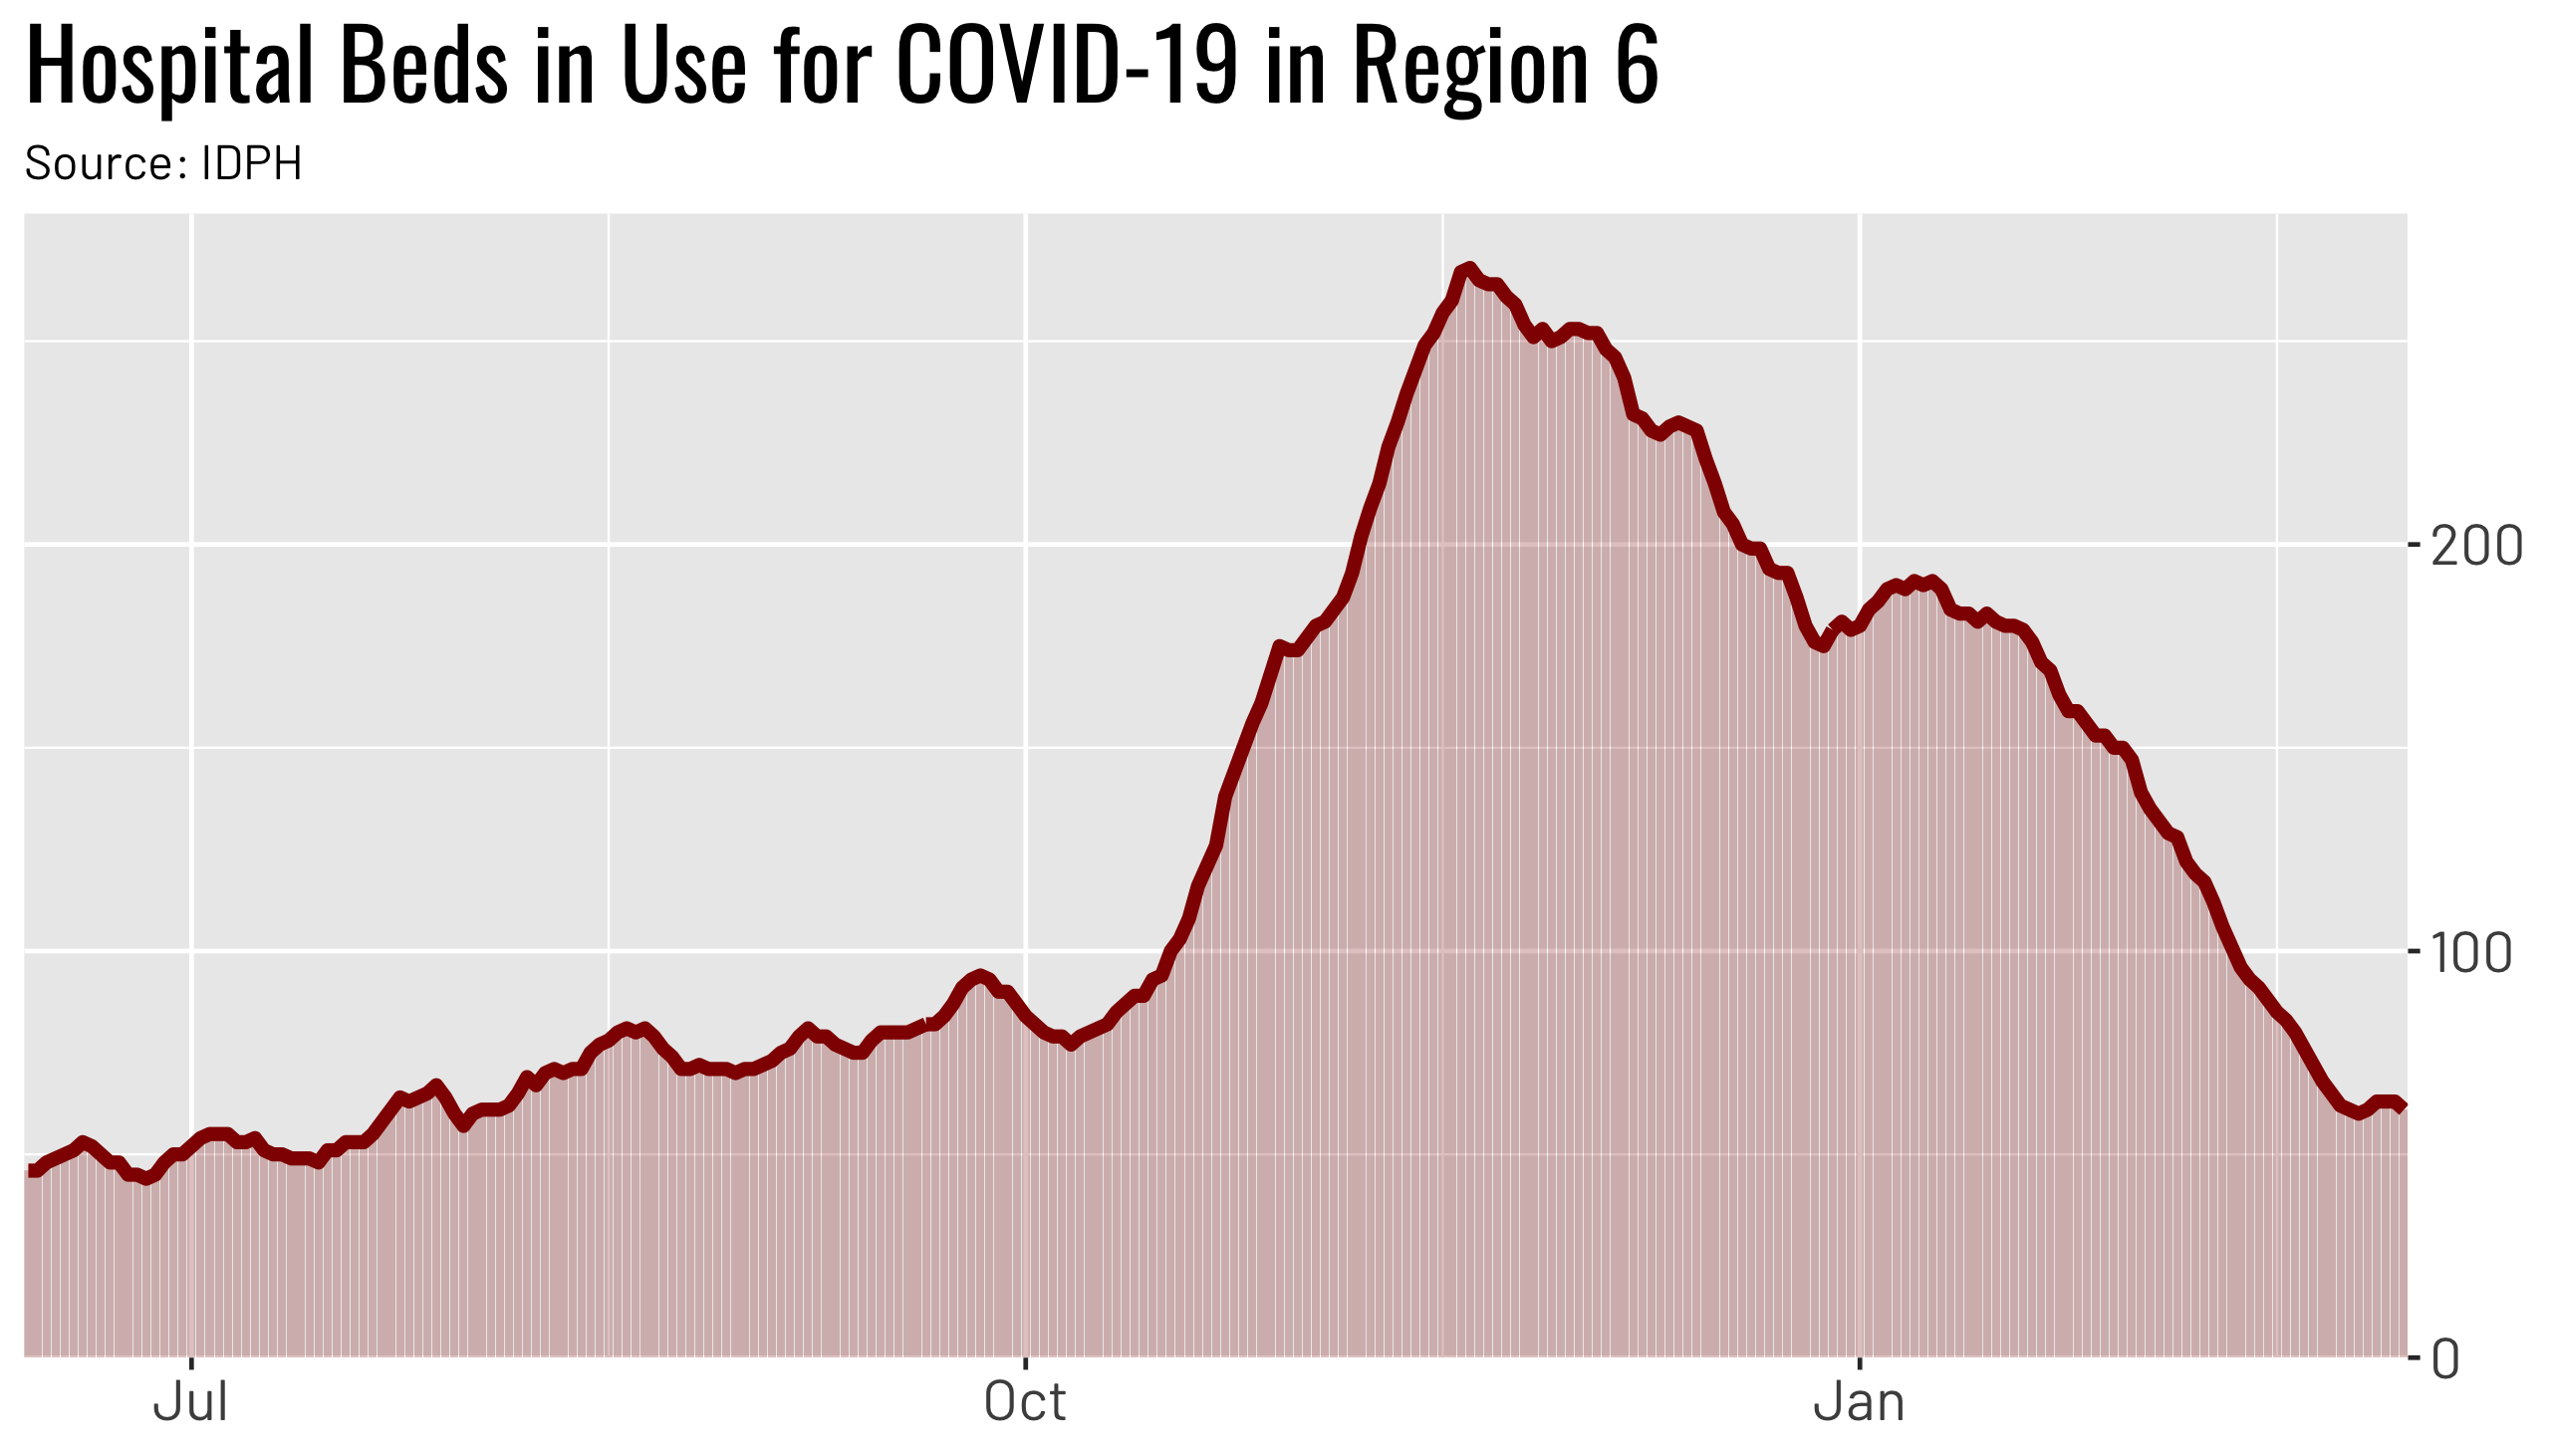 Hospital Beds in Use for COVID-19 in Region 6
Source: IDPH
200
100
0
Jul Oct Jan